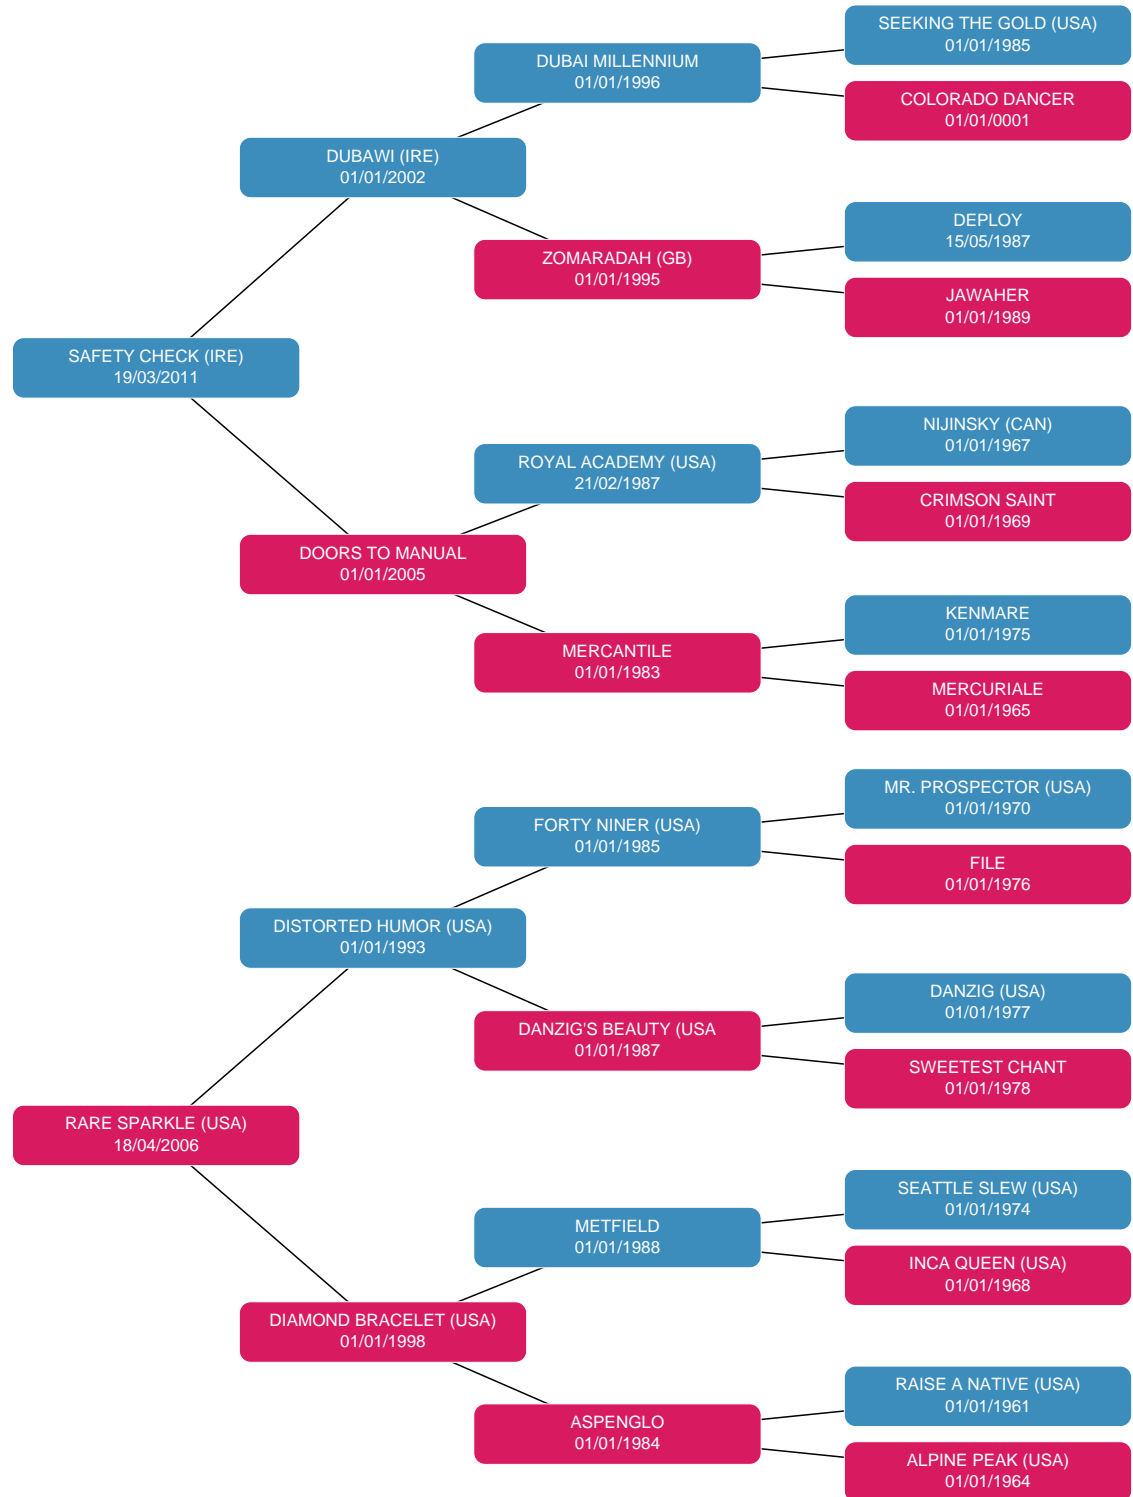 SEEKING THE GOLD (USA)
01/01/1985
DUBAI MILLENNIUM
01/01/1996
COLORADO DANCER
01/01/0001
DUBAWI (IRE)
01/01/2002
DEPLOY
15/05/1987
ZOMARADAH (GB)
01/01/1995
JAWAHER
01/01/1989
SAFETY CHECK (IRE)
19/03/2011
NIJINSKY (CAN)
01/01/1967
ROYAL ACADEMY (USA)
21/02/1987
CRIMSON SAINT
01/01/1969
DOORS TO MANUAL
01/01/2005
KENMARE
01/01/1975
MERCANTILE
01/01/1983
MERCURIALE
01/01/1965
MR. PROSPECTOR (USA)
01/01/1970
FORTY NINER (USA)
01/01/1985
FILE
01/01/1976
DISTORTED HUMOR (USA)
01/01/1993
DANZIG (USA)
01/01/1977
DANZIG'S BEAUTY (USA
01/01/1987
SWEETEST CHANT
01/01/1978
RARE SPARKLE (USA)
18/04/2006
SEATTLE SLEW (USA)
01/01/1974
METFIELD
01/01/1988
INCA QUEEN (USA)
01/01/1968
DIAMOND BRACELET (USA)
01/01/1998
RAISE A NATIVE (USA)
01/01/1961
ASPENGLO
01/01/1984
ALPINE PEAK (USA)
01/01/1964